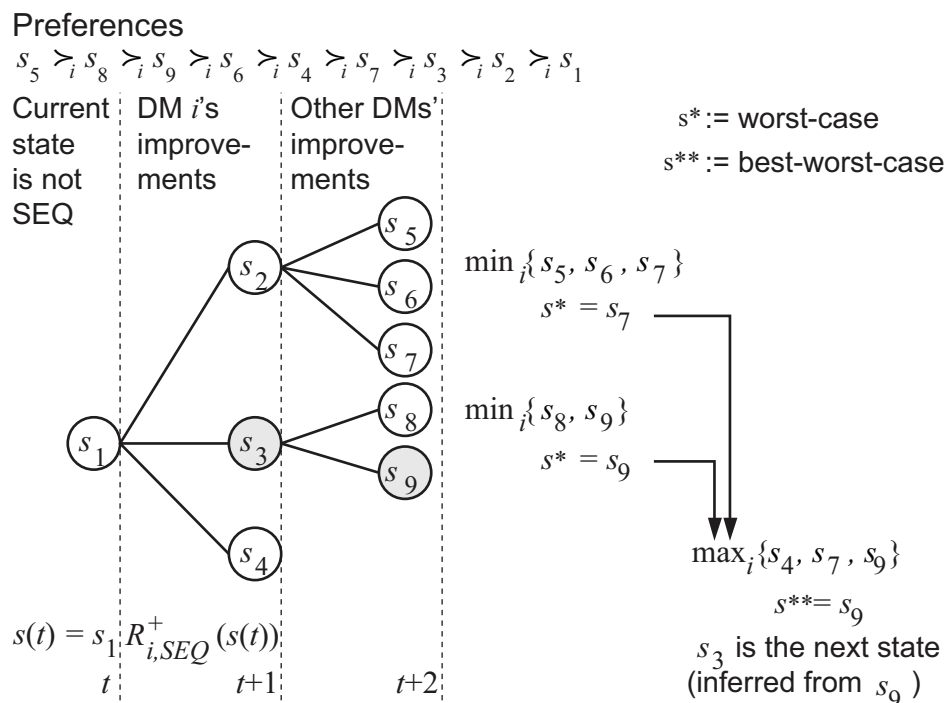 Preferences
s₅ ≻ᵢ s₈ ≻ᵢ s₉ ≻ᵢ s₆ ≻ᵢ s₄ ≻ᵢ s₇ ≻ᵢ s₃ ≻ᵢ s₂ ≻ᵢ s₁
Current
state
is not
SEQ
DM i's
improve-
ments
Other DMs'
improve-
ments
s* := worst-case
s** := best-worst-case
s₁
s₂
s₃
s₄
s₅
s₆
s₇
s₈
s₉
minᵢ{s₅, s₆, s₇}
s* = s₇
minᵢ{s₈, s₉}
s* = s₉
maxᵢ{s₄, s₇, s₉}
s** = s₉
s₃ is the next state
(inferred from s₉ )
s(t) = s₁
R⁺ᵢ,SEQ (s(t))
t
t+1
t+2